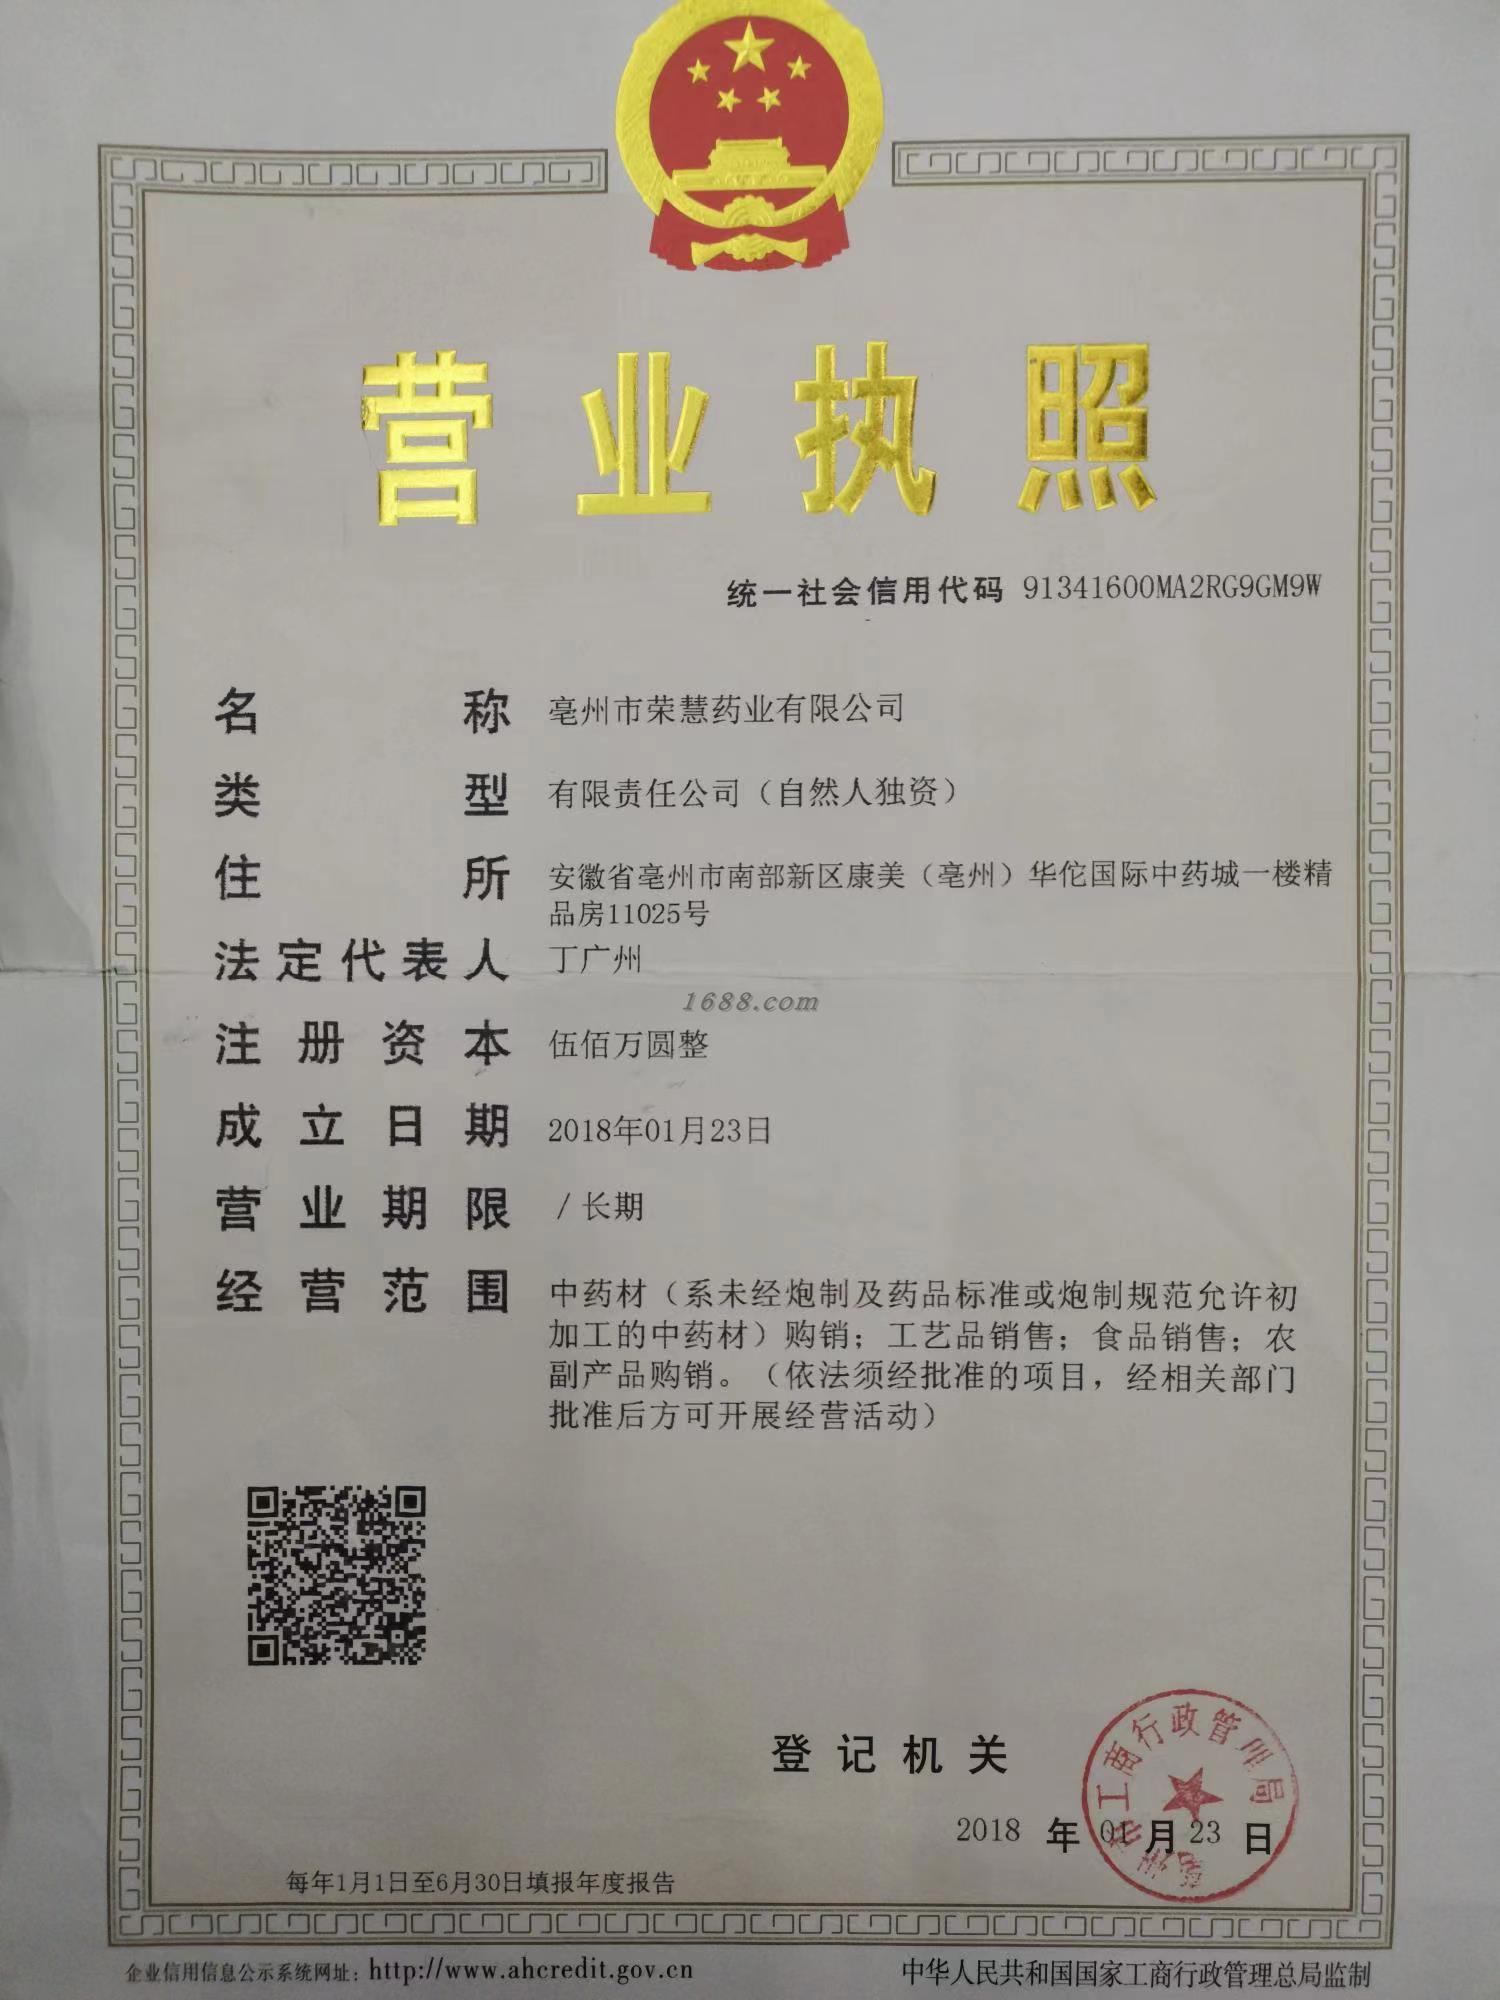 营业执照
统一社会信用代码 91341600MA2RG9GM9W
名称 亳州市荣慧药业有限公司
类型 有限责任公司（自然人独资）
住所 安徽省亳州市南部新区康美（亳州）华佗国际中药城一楼精
品房11025号
法定代表人 丁广州
1688.com
注册资本 伍佰万圆整
成立日期 2018年01月23日
营业期限 /长期
经营范围 中药材（系未经炮制及药品标准或炮制规范允许初
加工的中药材）购销；工艺品销售；食品销售；农
副产品购销。（依法须经批准的项目，经相关部门
批准后方可开展经营活动）
登记机关
亳州市工商行政管理局
2018 年 01 月 23 日
每年1月1日至6月30日填报年度报告
企业信用信息公示系统网址：http://www.ahcredit.gov.cn
中华人民共和国国家工商行政管理总局监制